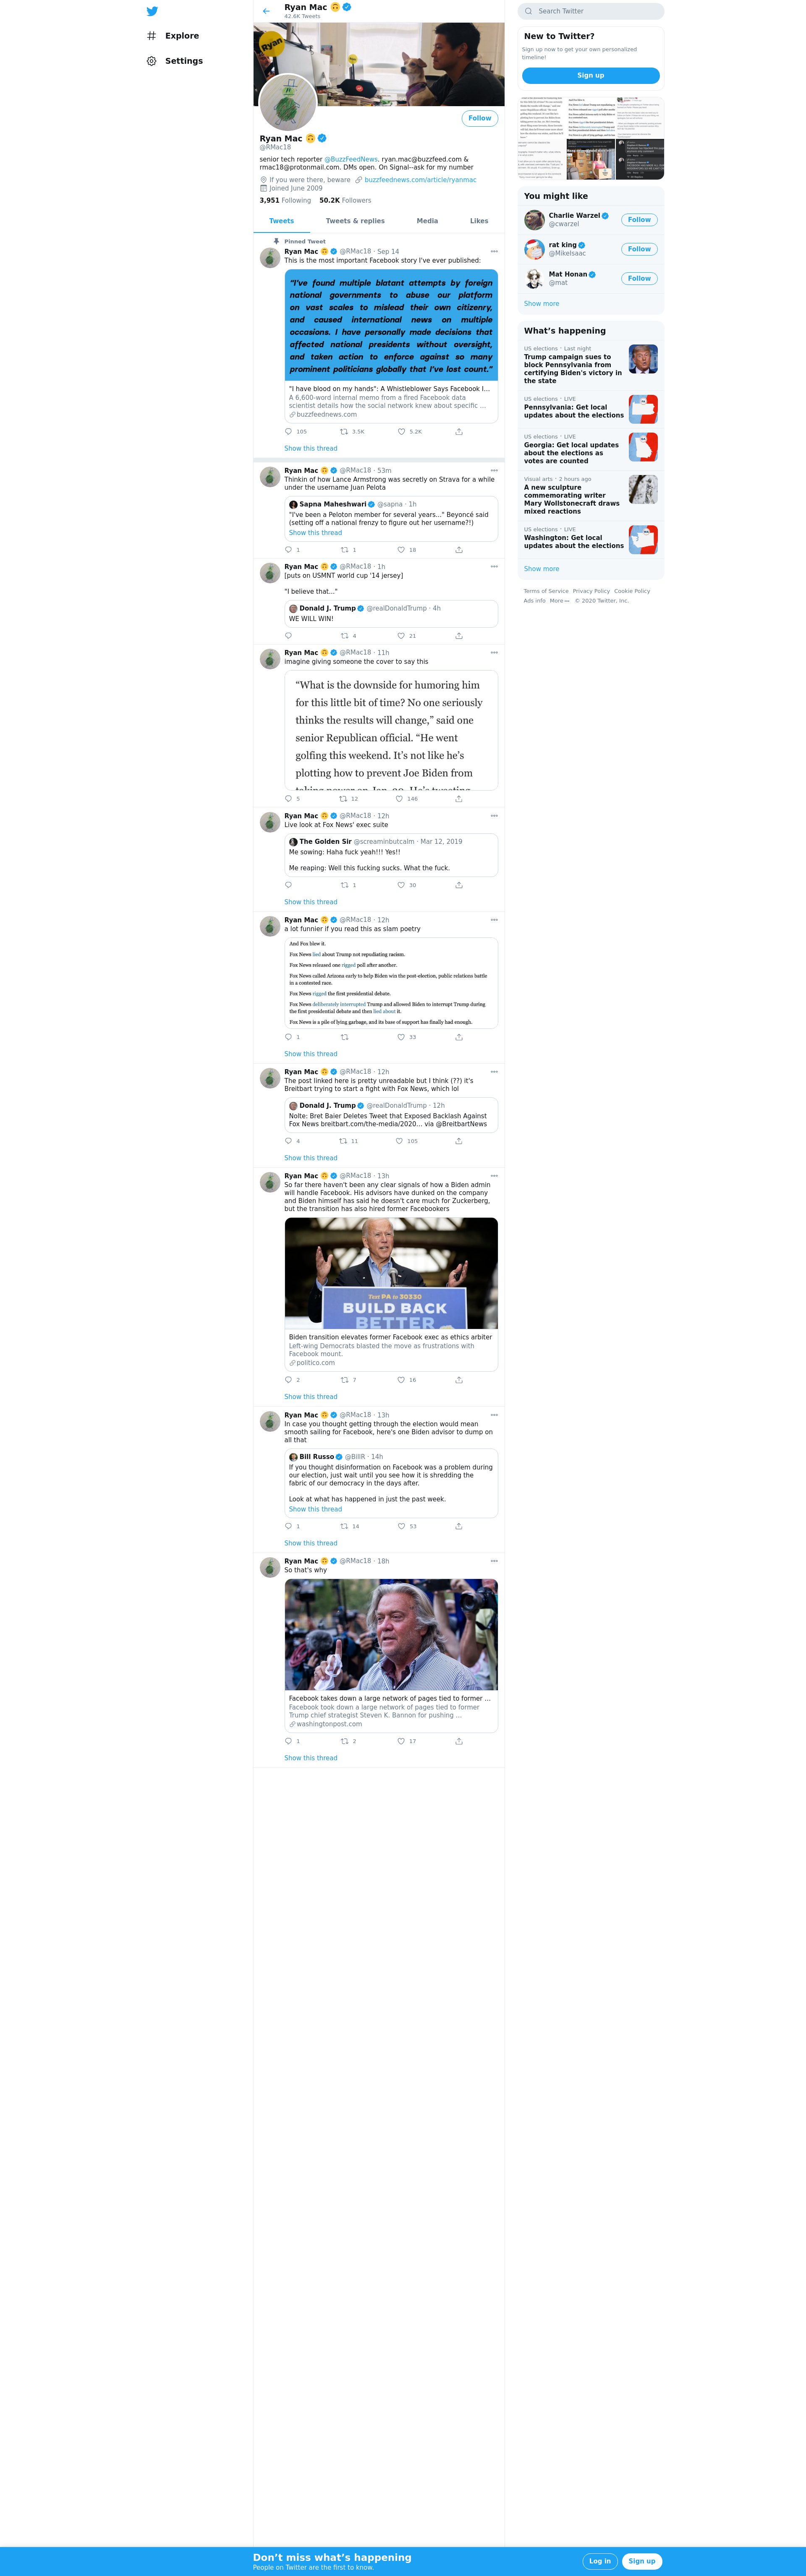 Explore
Settings
Ryan Mac 🙃
42.6K Tweets
Ryan
Follow
Ryan Mac 🙃
@RMac18
senior tech reporter @BuzzFeedNews. ryan.mac@buzzfeed.com &
rmac18@protonmail.com. DMs open. On Signal--ask for my number
If you were there, beware buzzfeednews.com/article/ryanmac
Joined June 2009
3,951 Following 50.2K Followers
Tweets Tweets & replies Media Likes
Pinned Tweet
Ryan Mac 🙃 @RMac18 · Sep 14
This is the most important Facebook story I've ever published:
"I've found multiple blatant attempts by foreign
national governments to abuse our platform
on vast scales to mislead their own citizenry,
and caused international news on multiple
occasions. I have personally made decisions that
affected national presidents without oversight,
and taken action to enforce against so many
prominent politicians globally that I've lost count."
"I have blood on my hands": A Whistleblower Says Facebook I...
A 6,600-word internal memo from a fired Facebook data
scientist details how the social network knew about specific ...
buzzfeednews.com
105 3.5K 5.2K
Show this thread
Ryan Mac 🙃 @RMac18 · 53m
Thinkin of how Lance Armstrong was secretly on Strava for a while
under the username Juan Pelota
Sapna Maheshwari @sapna · 1h
"I've been a Peloton member for several years..." Beyoncé said
(setting off a national frenzy to figure out her username?!)
Show this thread
1 1 18
Ryan Mac 🙃 @RMac18 · 1h
[puts on USMNT world cup '14 jersey]
"I believe that..."
Donald J. Trump @realDonaldTrump · 4h
WE WILL WIN!
4 21
Ryan Mac 🙃 @RMac18 · 11h
imagine giving someone the cover to say this
“What is the downside for humoring him
for this little bit of time? No one seriously
thinks the results will change,” said one
senior Republican official. “He went
golfing this weekend. It’s not like he’s
plotting how to prevent Joe Biden from
taking power on Jan. 20. He’s tweeting
5 12 146
Ryan Mac 🙃 @RMac18 · 12h
Live look at Fox News' exec suite
The Golden Sir @screaminbutcalm · Mar 12, 2019
Me sowing: Haha fuck yeah!!! Yes!!
Me reaping: Well this fucking sucks. What the fuck.
1 30
Show this thread
Ryan Mac 🙃 @RMac18 · 12h
a lot funnier if you read this as slam poetry
And Fox blew it.
Fox News lied about Trump not repudiating racism.
Fox News released one rigged poll after another.
Fox News called Arizona early to help Biden win the post-election, public relations battle
in a contested race.
Fox News rigged the first presidential debate.
Fox News deliberately interrupted Trump and allowed Biden to interrupt Trump during
the first presidential debate and then lied about it.
Fox News is a pile of lying garbage, and its base of support has finally had enough.
1 33
Show this thread
Ryan Mac 🙃 @RMac18 · 12h
The post linked here is pretty unreadable but I think (??) it's
Breitbart trying to start a fight with Fox News, which lol
Donald J. Trump @realDonaldTrump · 12h
Nolte: Bret Baier Deletes Tweet that Exposed Backlash Against
Fox News breitbart.com/the-media/2020... via @BreitbartNews
4 11 105
Show this thread
Ryan Mac 🙃 @RMac18 · 13h
So far there haven't been any clear signals of how a Biden admin
will handle Facebook. His advisors have dunked on the company
and Biden himself has said he doesn't care much for Zuckerberg,
but the transition has also hired former Facebookers
Text PA to 30330
BUILD BACK
BETTER
Biden transition elevates former Facebook exec as ethics arbiter
Left-wing Democrats blasted the move as frustrations with
Facebook mount.
politico.com
2 7 16
Show this thread
Ryan Mac 🙃 @RMac18 · 13h
In case you thought getting through the election would mean
smooth sailing for Facebook, here's one Biden advisor to dump on
all that
Bill Russo @BillR · 14h
If you thought disinformation on Facebook was a problem during
our election, just wait until you see how it is shredding the
fabric of our democracy in the days after.
Look at what has happened in just the past week.
Show this thread
1 14 53
Show this thread
Ryan Mac 🙃 @RMac18 · 18h
So that's why
Facebook takes down a large network of pages tied to former ...
Facebook took down a large network of pages tied to former
Trump chief strategist Steven K. Bannon for pushing ...
washingtonpost.com
1 2 17
Show this thread
Search Twitter
New to Twitter?
Sign up now to get your own personalized
timeline!
Sign up
You might like
Charlie Warzel
@cwarzel
Follow
rat king
@MikeIsaac
Follow
Mat Honan
@mat
Follow
Show more
What’s happening
US elections · Last night
Trump campaign sues to
block Pennsylvania from
certifying Biden's victory in
the state
US elections · LIVE
Pennsylvania: Get local
updates about the elections
US elections · LIVE
Georgia: Get local updates
about the elections as
votes are counted
Visual arts · 2 hours ago
A new sculpture
commemorating writer
Mary Wollstonecraft draws
mixed reactions
US elections · LIVE
Washington: Get local
updates about the elections
Show more
Terms of Service Privacy Policy Cookie Policy
Ads info More © 2020 Twitter, Inc.
Don’t miss what’s happening
People on Twitter are the first to know.
Log in Sign up